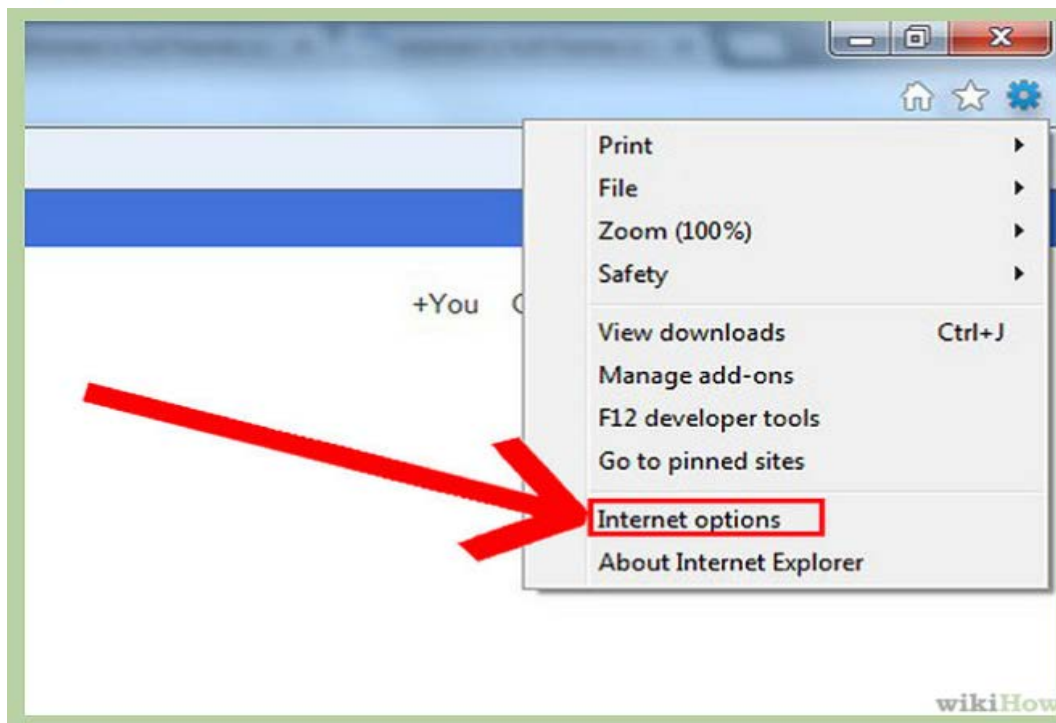 Print
File
Zoom (100%)
Safety
+You
View downloads Ctrl+J
Manage add-ons
F12 developer tools
Go to pinned sites
Internet options
About Internet Explorer
wikiHow